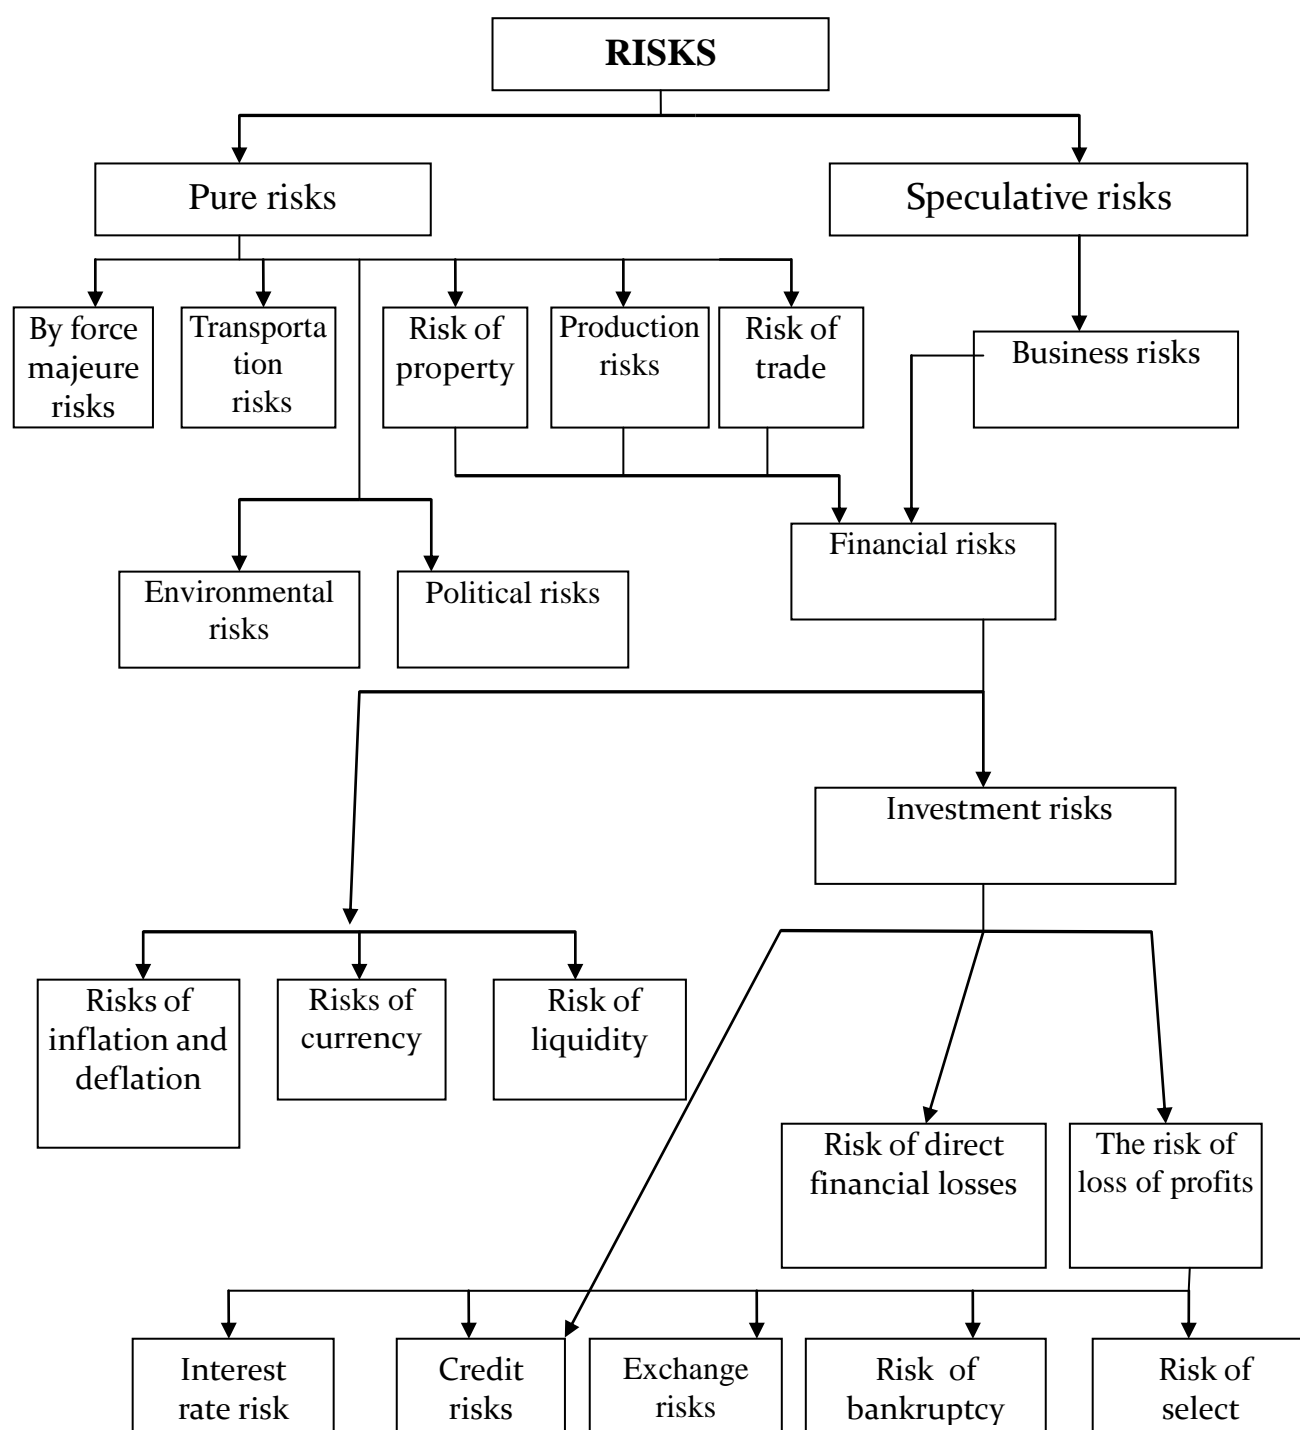 RISKS
Pure risks
Speculative risks
By force
majeure
risks
Transporta
tion
risks
Risk of
property
Production
risks
Risk of
trade
Business risks
Financial risks
Environmental
risks
Political risks
Investment risks
Risks of
inflation and
deflation
Risks of
currency
Risk of
liquidity
Risk of direct
financial losses
The risk of
loss of profits
Interest
rate risk
Credit
risks
Exchange
risks
Risk of
bankruptcy
Risk of
select